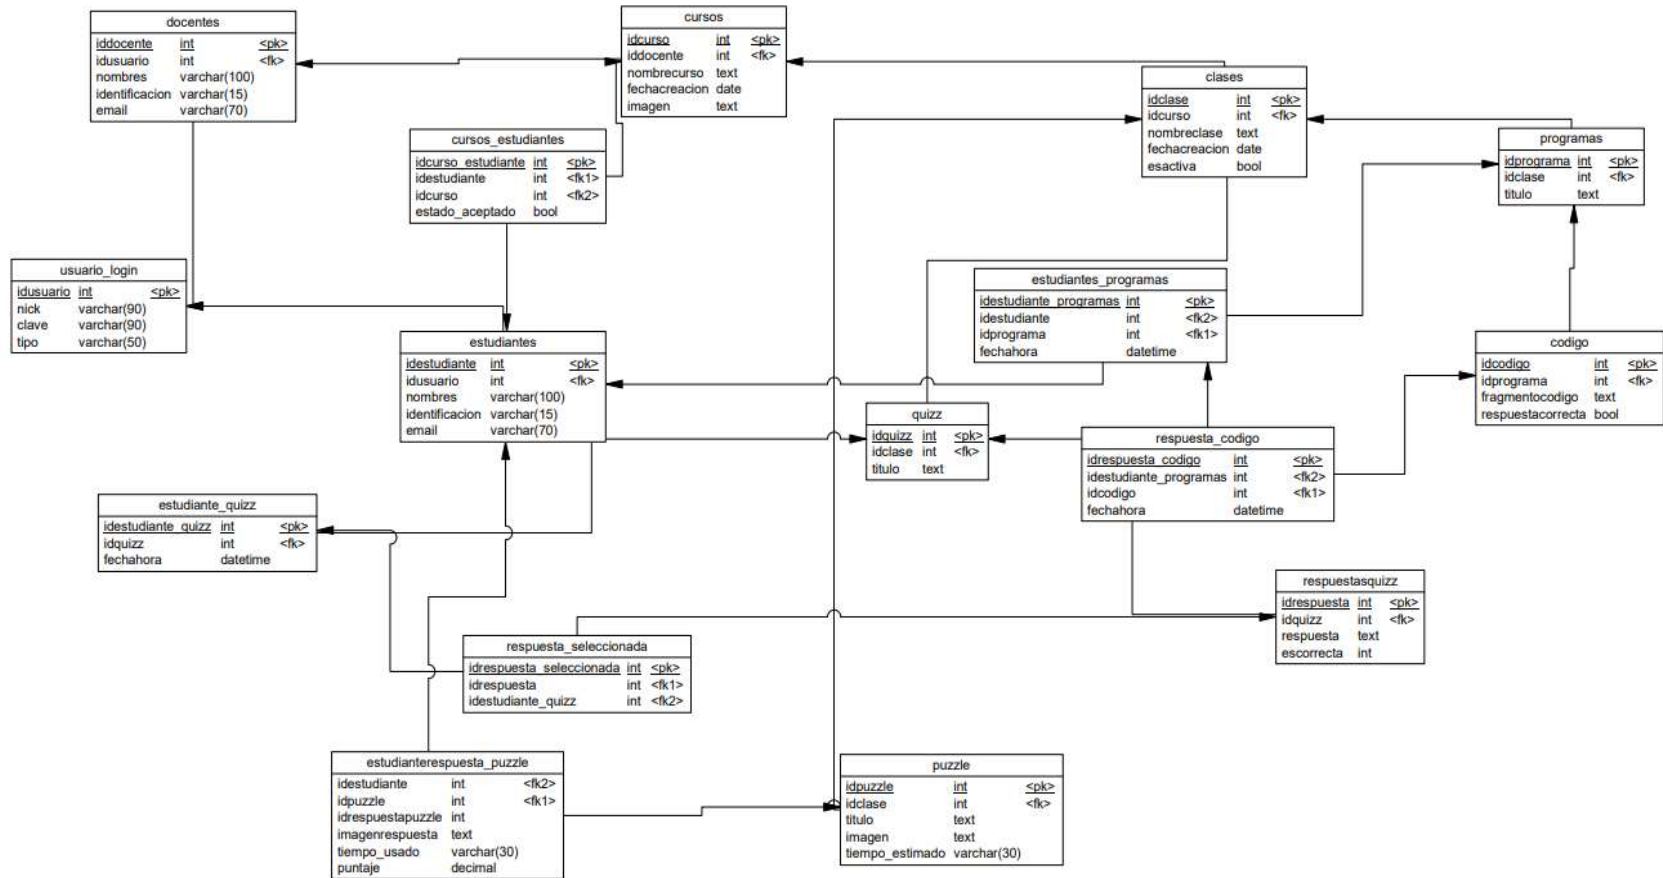 docentes
iddocente int <pk>
idusuario int <fk>
nombres varchar(100)
identificacion varchar(15)
email varchar(70)
cursos
idcurso int <pk>
iddocente int <fk>
nombrecurso text
fechacreacion date
imagen text
clases
idclase int <pk>
idcurso int <fk>
nombreclase text
fechacreacion date
esactiva bool
programas
idprograma int <pk>
idclase int <fk>
titulo text
cursos_estudiantes
idcurso_estudiante int <pk>
idestudiante int <fk1>
idcurso int <fk2>
estado_aceptado bool
usuario_login
idusuario int <pk>
nick varchar(90)
clave varchar(90)
tipo varchar(50)
estudiantes
idestudiante int <pk>
idusuario int <fk>
nombres varchar(100)
identificacion varchar(15)
email varchar(70)
estudiantes_programas
idestudiante_programas int <pk>
idestudiante int <fk2>
idprograma int <fk1>
fechahora datetime
codigo
idcodigo int <pk>
idprograma int <fk>
fragmentocodigo text
respuestacorrecta bool
quizz
idquizz int <pk>
idclase int <fk>
titulo text
respuesta_codigo
idrespuesta_codigo int <pk>
idestudiante_programas int <fk2>
idcodigo int <fk1>
fechahora datetime
estudiante_quizz
idestudiante_quizz int <pk>
idquizz int <fk>
fechahora datetime
respuestasquizz
idrespuesta int <pk>
idquizz int <fk>
respuesta text
escorrecta int
respuesta_seleccionada
idrespuesta_seleccionada int <pk>
idrespuesta int <fk1>
idestudiante_quizz int <fk2>
estudianterespuesta_puzzle
idestudiante int <fk2>
idpuzzle int <fk1>
idrespuestapuzzle int
imagenrespuesta text
tiempo_usado varchar(30)
puntaje decimal
puzzle
idpuzzle int <pk>
idclase int <fk>
titulo text
imagen text
tiempo_estimado varchar(30)